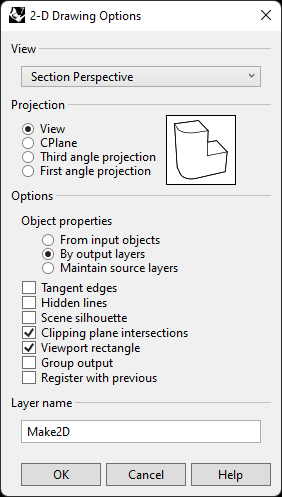 2-D Drawing Options
View
Section Perspective
Projection
View
CPlane
Third angle projection
First angle projection
Options
Object properties
From input objects
By output layers
Maintain source layers
Tangent edges
Hidden lines
Scene silhouette
Clipping plane intersections
Viewport rectangle
Group output
Register with previous
Layer name
Make2D
OK Cancel Help